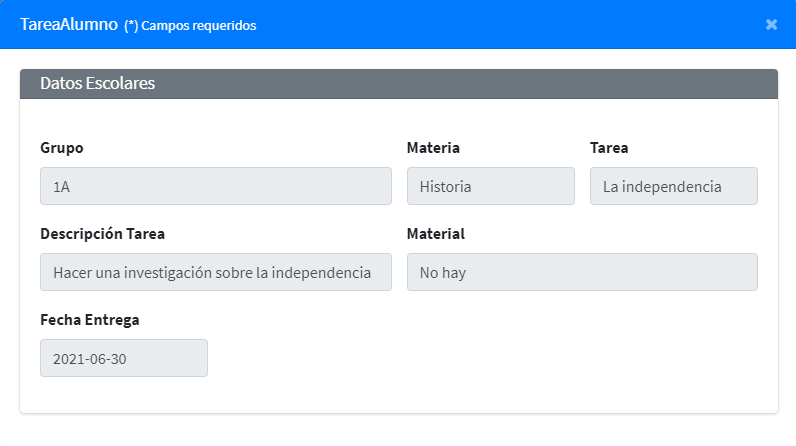 TareaAlumno (*) Campos requeridos
Datos Escolares
Grupo Materia Tarea
1A Historia La independencia
Descripción Tarea Material
Hacer una investigación sobre la independencia No hay
Fecha Entrega
2021-06-30